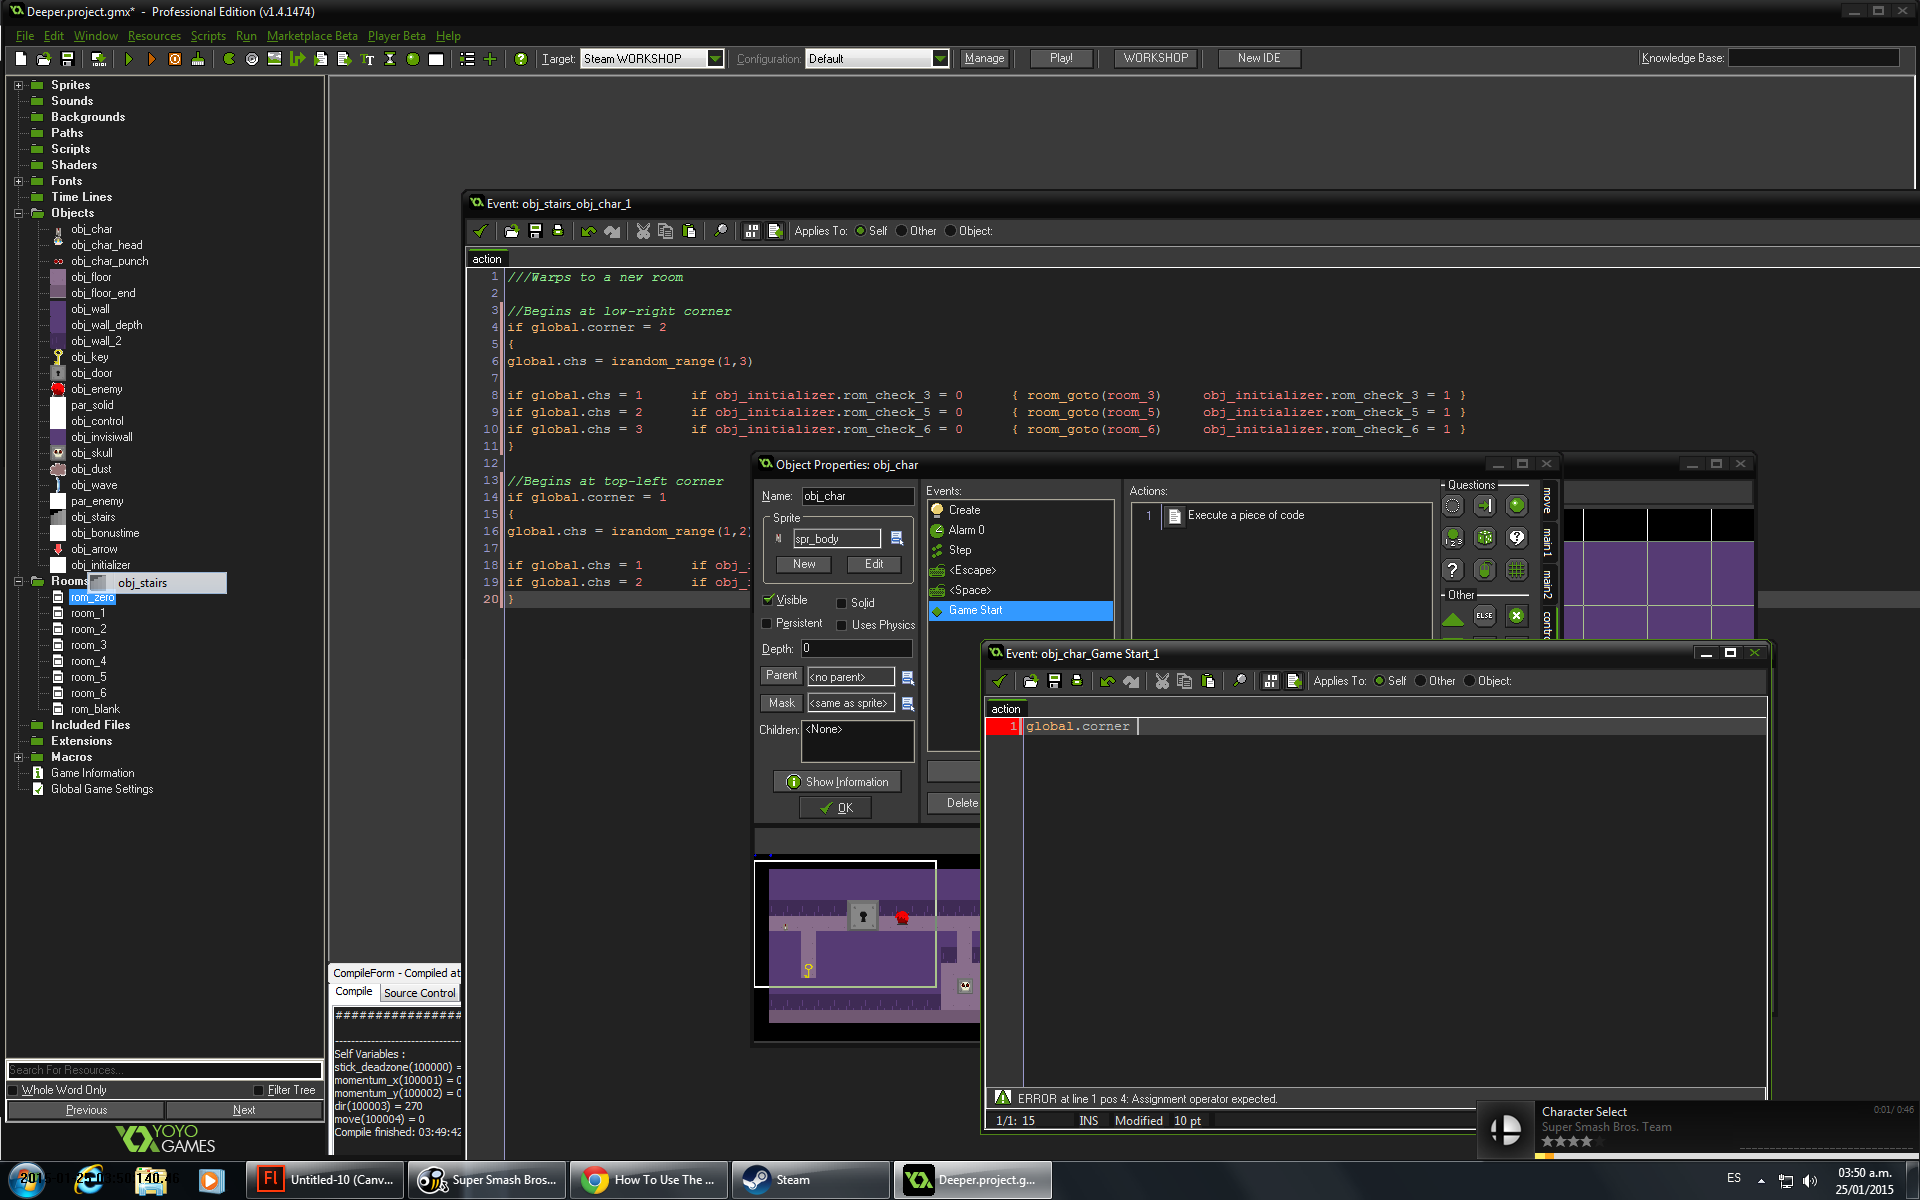 Deeper.project.gmx* - Professional Edition (v1.4.1474)
File Edit Window Resources Scripts Run Marketplace Beta Player Beta Help
Target: Steam WORKSHOP Configuration: Default Manage Play! WORKSHOP New IDE Knowledge Base:
Sprites
Sounds
Backgrounds
Paths
Scripts
Shaders
Fonts
Time Lines
Objects
obj_char
obj_char_head
obj_char_punch
obj_floor
obj_floor_end
obj_wall
obj_wall_depth
obj_wall_2
obj_key
obj_door
obj_enemy
par_solid
obj_control
obj_invisiwall
obj_skull
obj_dust
obj_wave
par_enemy
obj_stairs
obj_bonustime
obj_arrow
obj_initializer
Rooms
obj_stairs
rom_zero
room_1
room_2
room_3
room_4
room_5
room_6
rom_blank
Included Files
Extensions
Macros
Game Information
Global Game Settings
Search For Resources...
Whole Word Only Filter Tree
Previous Next
YOYO
GAMES
Event: obj_stairs_obj_char_1
Applies To: Self Other Object:
action
1 ///Warps to a new room
2
3 //Begins at low-right corner
4 if global.corner = 2
5 {
6 global.chs = irandom_range(1,3)
7
8 if global.chs = 1 if obj_initializer.rom_check_3 = 0 { room_goto(room_3) obj_initializer.rom_check_3 = 1 }
9 if global.chs = 2 if obj_initializer.rom_check_5 = 0 { room_goto(room_5) obj_initializer.rom_check_5 = 1 }
10 if global.chs = 3 if obj_initializer.rom_check_6 = 0 { room_goto(room_6) obj_initializer.rom_check_6 = 1 }
11 }
12
13 //Begins at top-left corner
14 if global.corner = 1
15 {
16 global.chs = irandom_range(1,2)
17
18 if global.chs = 1 if obj_
19 if global.chs = 2 if obj_
20 }
Object Properties: obj_char
Name: obj_char
Sprite
spr_body
New Edit
Visible Solid
Persistent Uses Physics
Depth: 0
Parent <no parent>
Mask <same as sprite>
Children: <None>
Show Information
OK
Events:
Create
Alarm 0
Step
<Escape>
<Space>
Game Start
Delete
Actions:
1 Execute a piece of code
Questions
Other
ELSE
move
main1
main2
contro
Event: obj_char_Game Start_1
Applies To: Self Other Object:
action
1 global.corner
ERROR at line 1 pos 4: Assignment operator expected.
1/1: 15 INS Modified 10 pt
CompileForm - Compiled at
Compile Source Control
################
Self Variables :
stick_deadzone(100000) =
momentum_x(100001) = 0
momentum_y(100002) = 0
dir(100003) = 270
move(100004) = 0
Compile finished: 03:49:42
Character Select 0:01/ 0:46
Super Smash Bros. Team
Untitled-10 (Canv...
Super Smash Bros...
How To Use The ...
Steam
Deeper.project.g...
ES
03:50 a.m.
25/01/2015